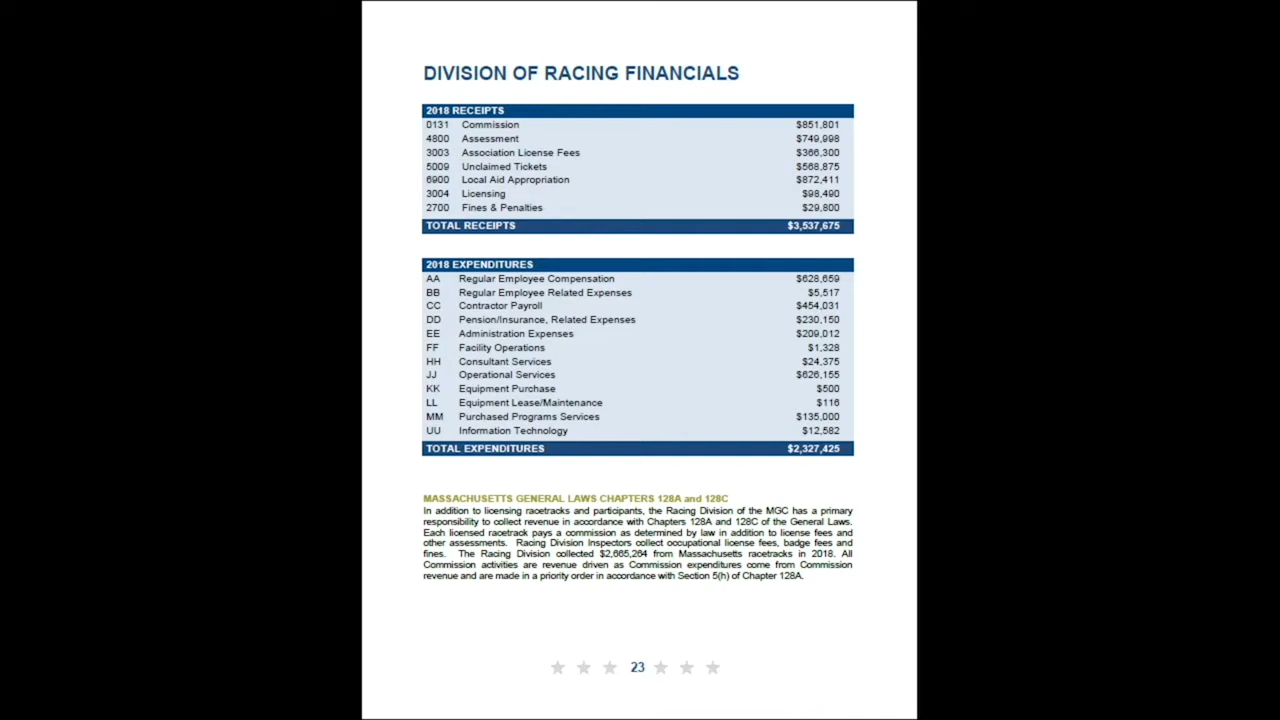 DIVISION OF RACING FINANCIALS
2018 RECEIPTS
0131 Commission $851,801
4800 Assessment $749,998
3003 Association License Fees $366,300
5009 Unclaimed Tickets $568,875
6900 Local Aid Appropriation $872,411
3004 Licensing $98,490
2700 Fines & Penalties $29,800
TOTAL RECEIPTS $3,537,675
2018 EXPENDITURES
AA Regular Employee Compensation $628,659
BB Regular Employee Related Expenses $5,517
CC Contractor Payroll $454,031
DD Pension/Insurance, Related Expenses $230,150
EE Administration Expenses $209,012
FF Facility Operations $1,328
HH Consultant Services $24,375
JJ Operational Services $626,155
KK Equipment Purchase $500
LL Equipment Lease/Maintenance $116
MM Purchased Programs Services $135,000
UU Information Technology $12,582
TOTAL EXPENDITURES $2,327,425
MASSACHUSETTS GENERAL LAWS CHAPTERS 128A and 128C
In addition to licensing racetracks and participants, the Racing Division of the MGC has a primary
responsibility to collect revenue in accordance with Chapters 128A and 128C of the General Laws.
Each licensed racetrack pays a commission as determined by law in addition to license fees and
other assessments. Racing Division Inspectors collect occupational license fees, badge fees and
fines. The Racing Division collected $2,665,264 from Massachusetts racetracks in 2018. All
Commission activities are revenue driven as Commission expenditures come from Commission
revenue and are made in a priority order in accordance with Section 5(h) of Chapter 128A.
23